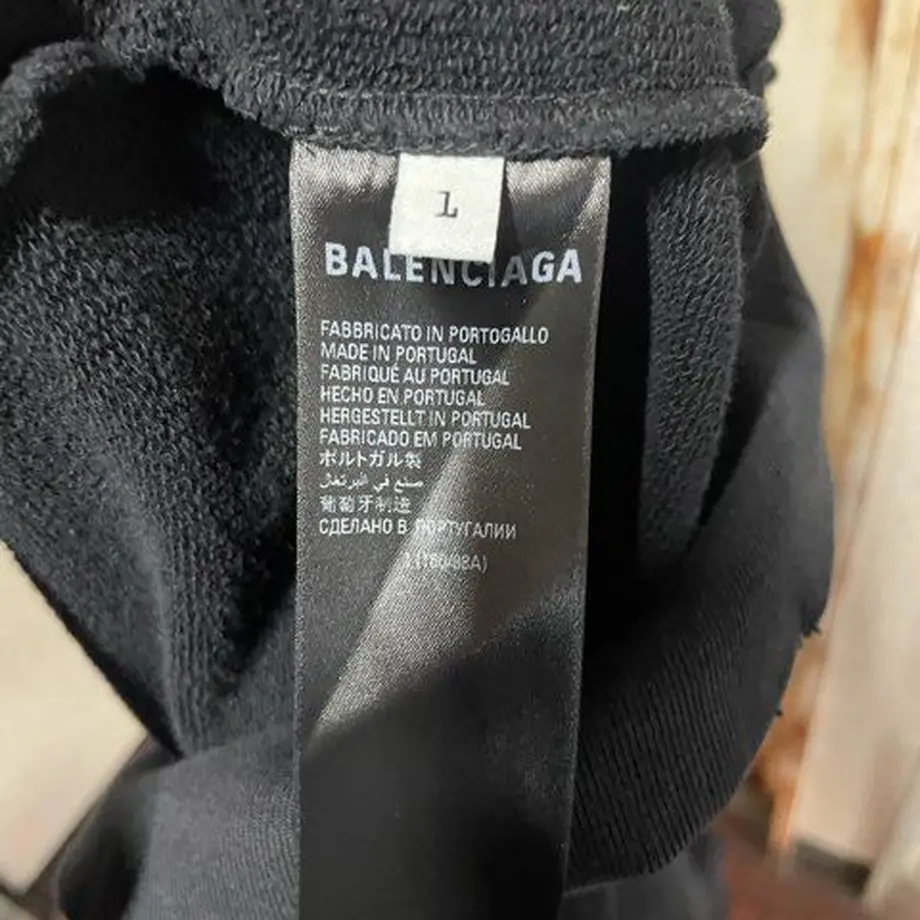 L
BALENCIAGA
FABBRICATO IN PORTOGALLO
MADE IN PORTUGAL
FABRIQUÉ AU PORTUGAL
HECHO EN PORTUGAL
HERGESTELLT IN PORTUGAL
FABRICADO EM PORTUGAL
ポルトガル製
صنع في البرتغال
葡萄牙制造
СДЕЛАНО В ПОРТУГАЛИИ